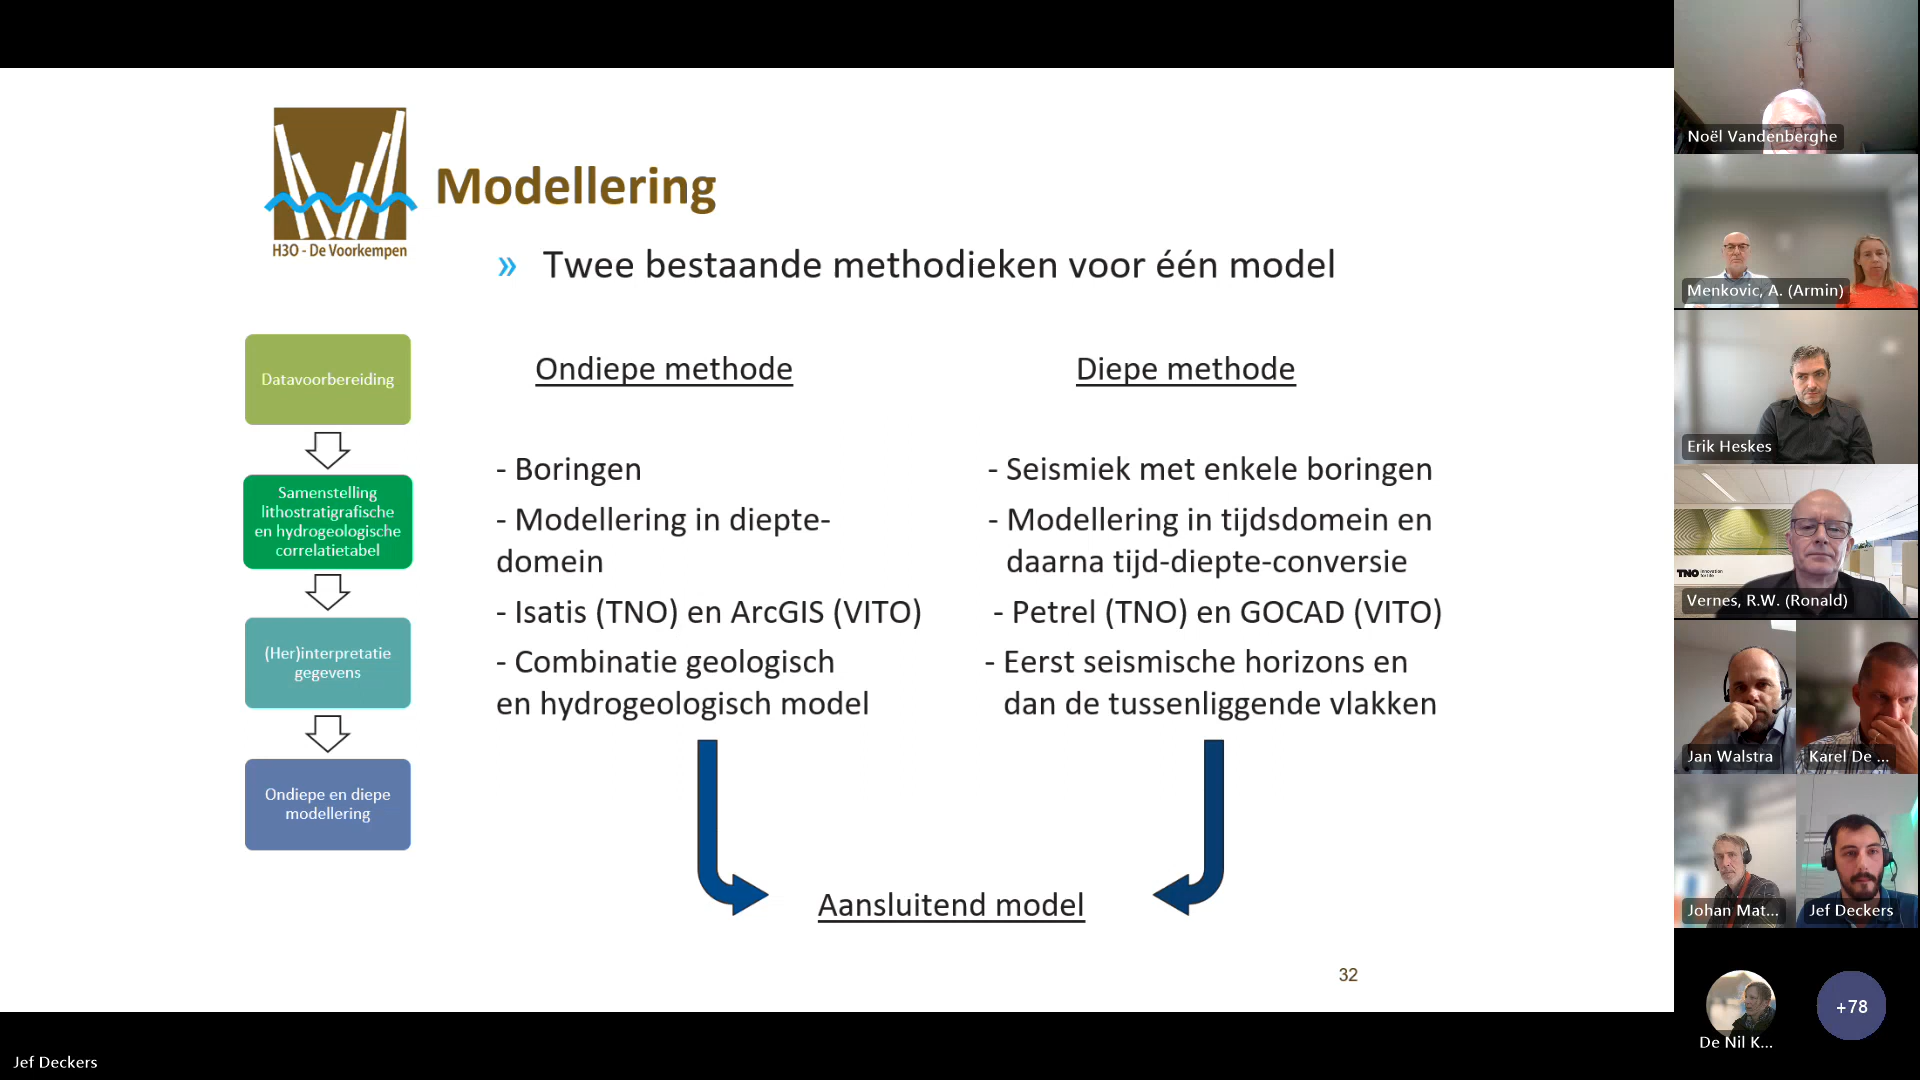 H3O - De Voorkempen
Modellering
» Twee bestaande methodieken voor één model
Datavoorbereiding
Samenstelling
lithostratigrafische
en hydrogeologische
correlatietabel
(Her)interpretatie
gegevens
Ondiepe en diepe
modellering
Ondiepe methode
- Boringen
- Modellering in diepte-
domein
- Isatis (TNO) en ArcGIS (VITO)
- Combinatie geologisch
en hydrogeologisch model
Diepe methode
- Seismiek met enkele boringen
- Modellering in tijdsdomein en
daarna tijd-diepte-conversie
- Petrel (TNO) en GOCAD (VITO)
- Eerst seismische horizons en
dan de tussenliggende vlakken
Aansluitend model
32
Jef Deckers
Noël Vandenberghe
Menkovic, A. (Armin)
Erik Heskes
TNO innovation
for life
Vernes, R.W. (Ronald)
Jan Walstra
Karel De ...
Johan Mat...
Jef Deckers
De Nil K...
+78